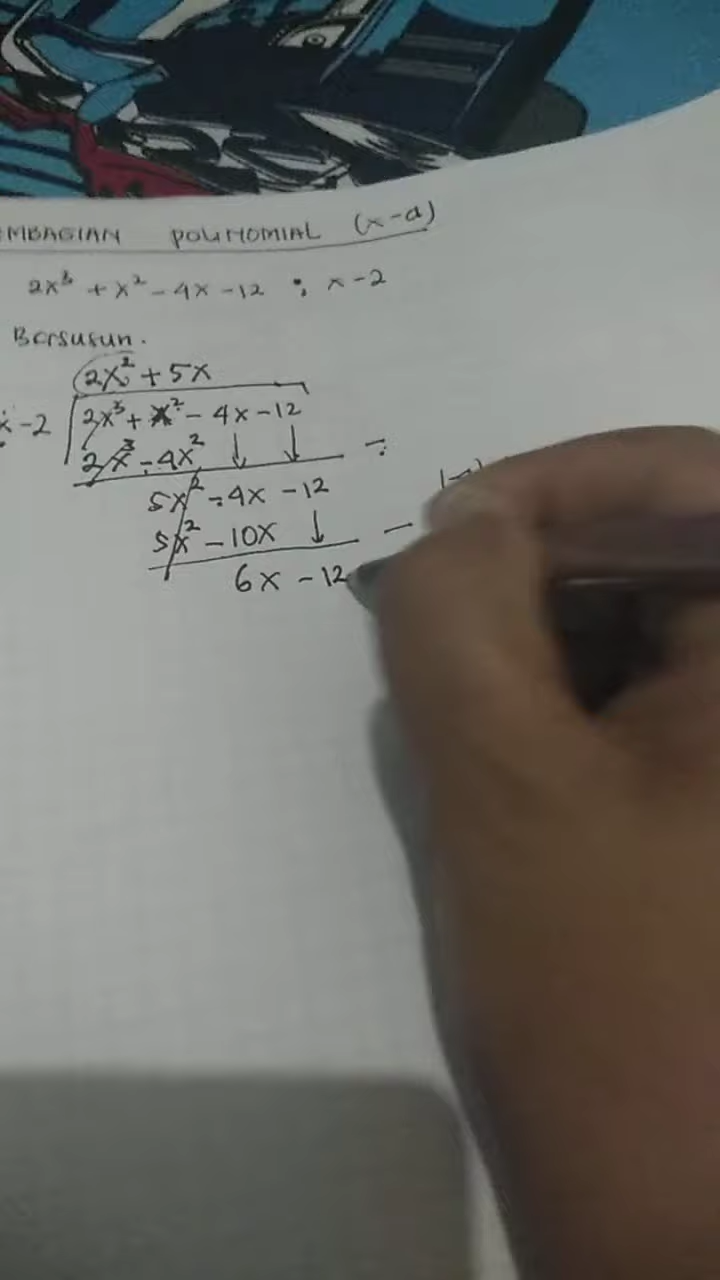 MBAGIAN POLINOMIAL (x-a)
2x³ + x² - 4x - 12 : x - 2
Bersusun.
2x² + 5x
x - 2 2x³ + x² - 4x - 12
2x³ - 4x² -
5x² - 4x - 12
5x² - 10x -
6x - 12